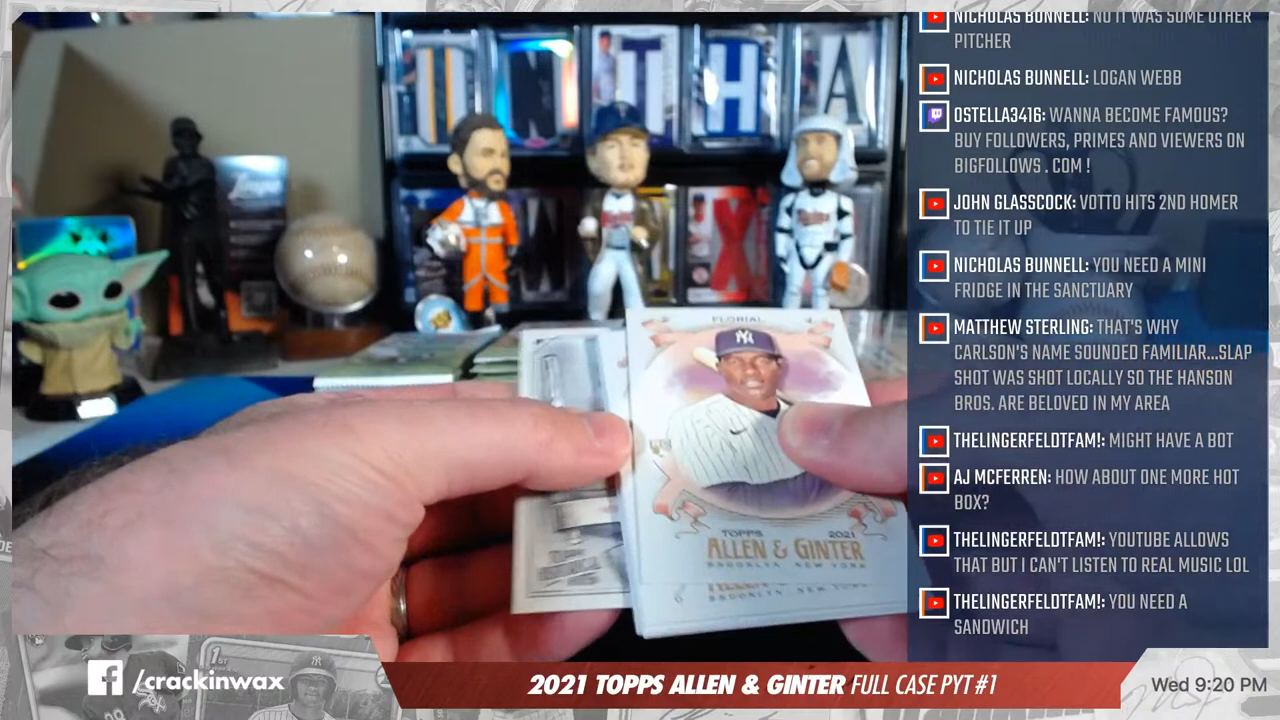 NICHOLAS BUNNELL: NO IT WAS SOME OTHER
PITCHER
NICHOLAS BUNNELL: LOGAN WEBB
OSTELLA3416: WANNA BECOME FAMOUS?
BUY FOLLOWERS, PRIMES AND VIEWERS ON
BIGFOLLOWS . COM !
JOHN GLASSCOCK: VOTTO HITS 2ND HOMER
TO TIE IT UP
NICHOLAS BUNNELL: YOU NEED A MINI
FRIDGE IN THE SANCTUARY
MATTHEW STERLING: THAT'S WHY
CARLSON'S NAME SOUNDED FAMILIAR...SLAP
SHOT WAS SHOT LOCALLY SO THE HANSON
BROS. ARE BELOVED IN MY AREA
THELINGERFELDTFAM!: MIGHT HAVE A BOT
AJ MCFERREN: HOW ABOUT ONE MORE HOT
BOX?
THELINGERFELDTFAM!: YOUTUBE ALLOWS
THAT BUT I CAN'T LISTEN TO REAL MUSIC LOL
THELINGERFELDTFAM!: YOU NEED A
SANDWICH
T H A
X
FLORIAL
NY
TOPPS 2021
ALLEN & GINTER
BROOKLYN, NEW YORK
BROOKLYN, NEW YORK
f /crackinwax
1st
2021 TOPPS ALLEN & GINTER FULL CASE PYT #1
Wed 9:20 PM